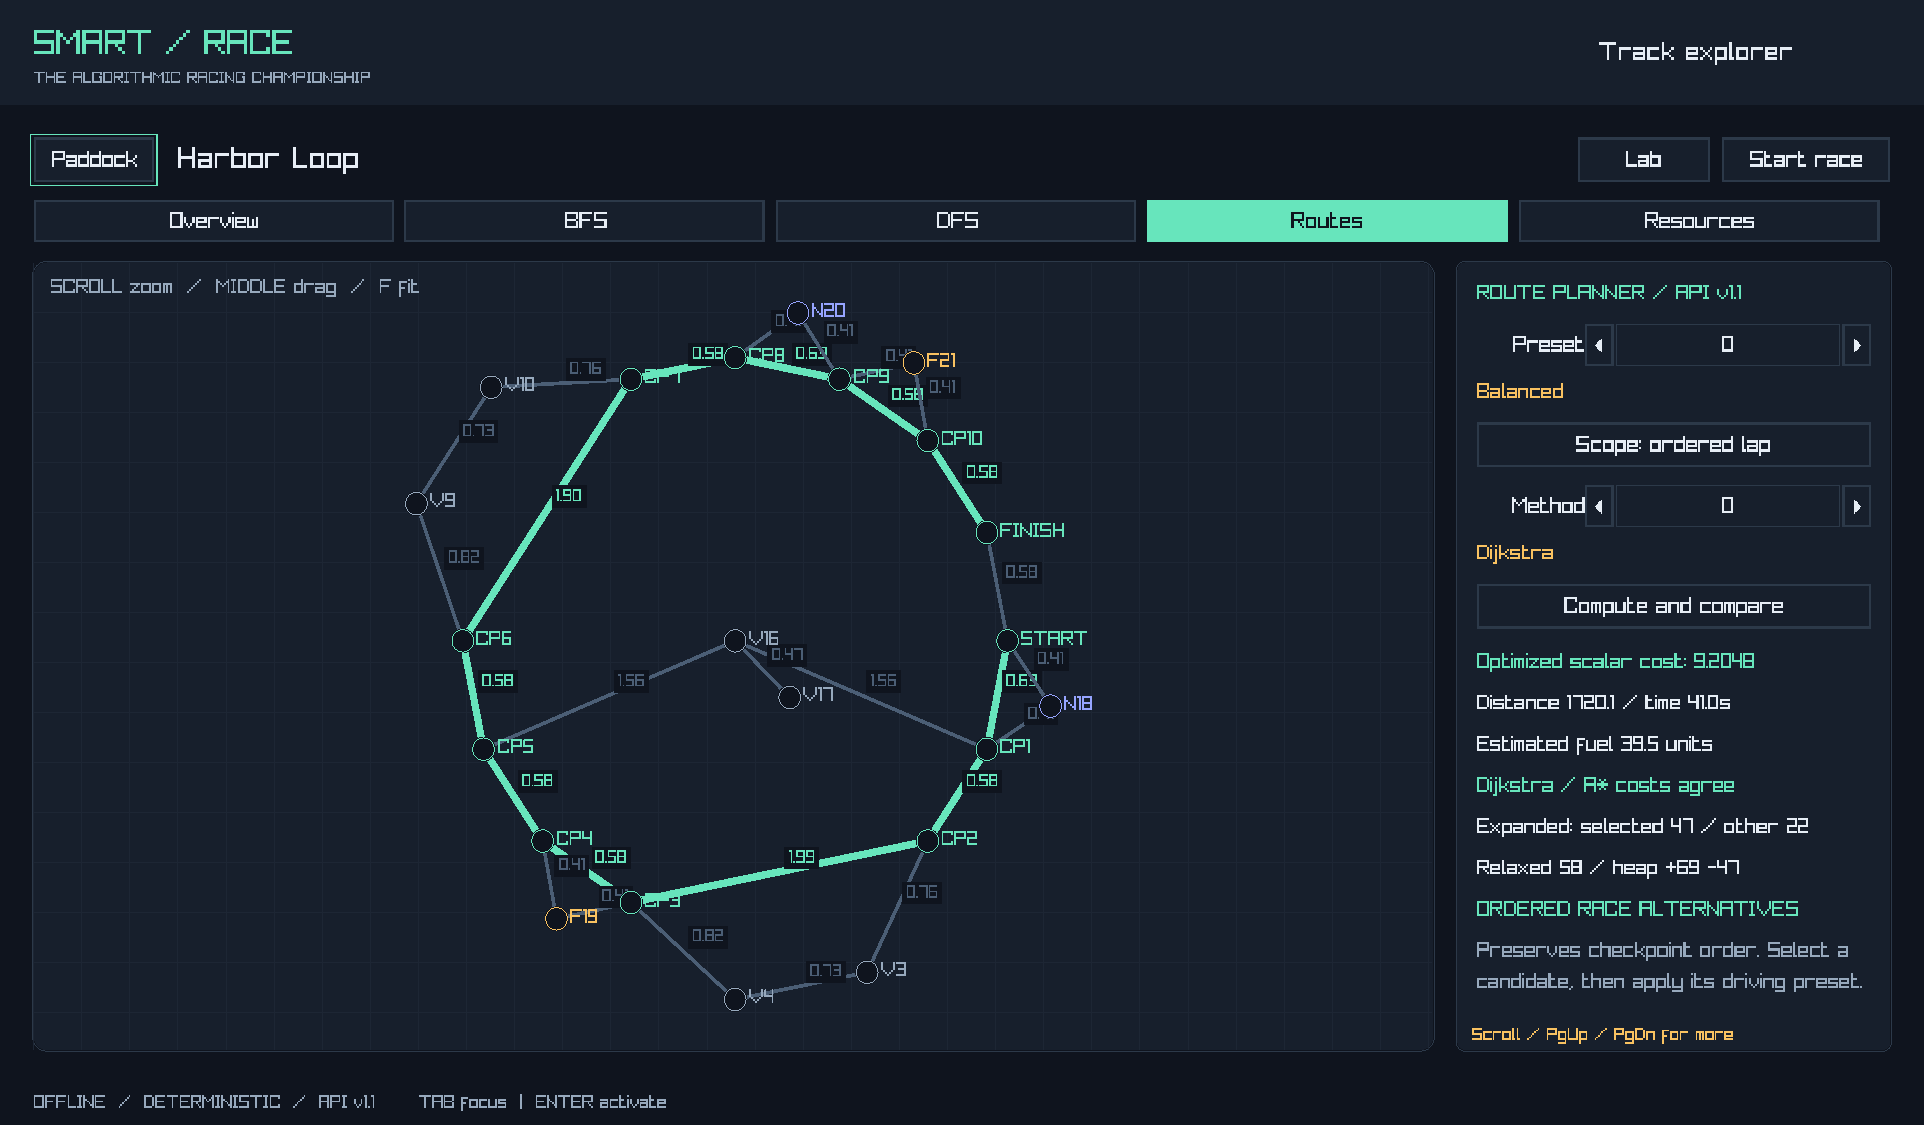 SMART / RACE
THE ALGORITHMIC RACING CHAMPIONSHIP
Track explorer
Paddock
Harbor Loop
Lab
Start race
Overview
BFS
DFS
Routes
Resources
SCROLL zoom / MIDDLE drag / F fit
N20
0.41
0.58
CP8
0.63
F21
0.41
0.76
V10
CP9
0.58
0.73
CP10
0.58
1.90
V9
FINISH
0.82
0.58
CP6
V16
START
0.47
0.41
0.58
1.56
1.56
0.63
V17
N18
CP5
CP1
0.58
0.58
CP4
0.41
0.58
1.99
CP2
0.76
F19
CP3
0.82
0.73
V3
V4
ROUTE PLANNER / API v1.1
Preset
0
Balanced
Scope: ordered lap
Method
0
Dijkstra
Compute and compare
Optimized scalar cost: 9.2048
Distance 1720.1 / time 41.0s
Estimated fuel 39.5 units
Dijkstra / A* costs agree
Expanded: selected 47 / other 22
Relaxed 58 / heap +69 -47
ORDERED RACE ALTERNATIVES
Preserves checkpoint order. Select a
candidate, then apply its driving preset.
Scroll / PgUp / PgDn for more
OFFLINE / DETERMINISTIC / API v1.1
TAB focus | ENTER activate